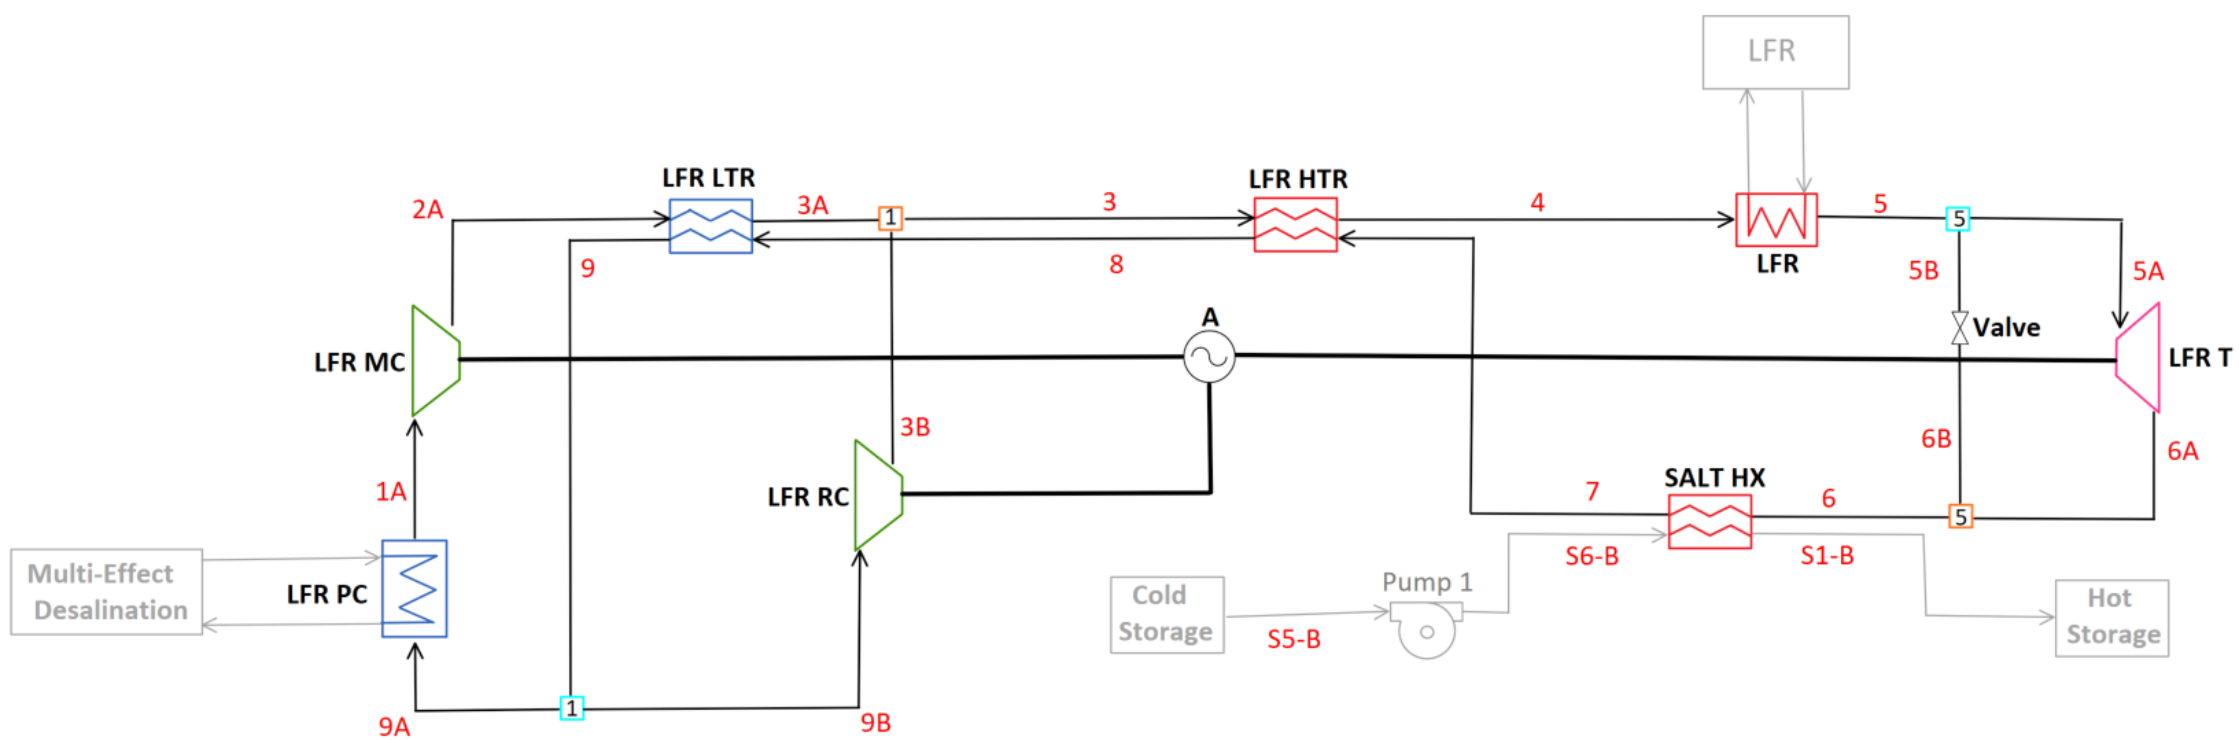 LFR
LFR LTR
LFR HTR
2A
3A
1
3
4
5
5
LFR
9
8
5B
5A
A
Valve
LFR MC
LFR T
3B
6B
6A
1A
LFR RC
SALT HX
7
6
5
S6-B
S1-B
Multi-Effect
Desalination
LFR PC
Cold
Storage
Pump 1
S5-B
Hot
Storage
1
9A
9B